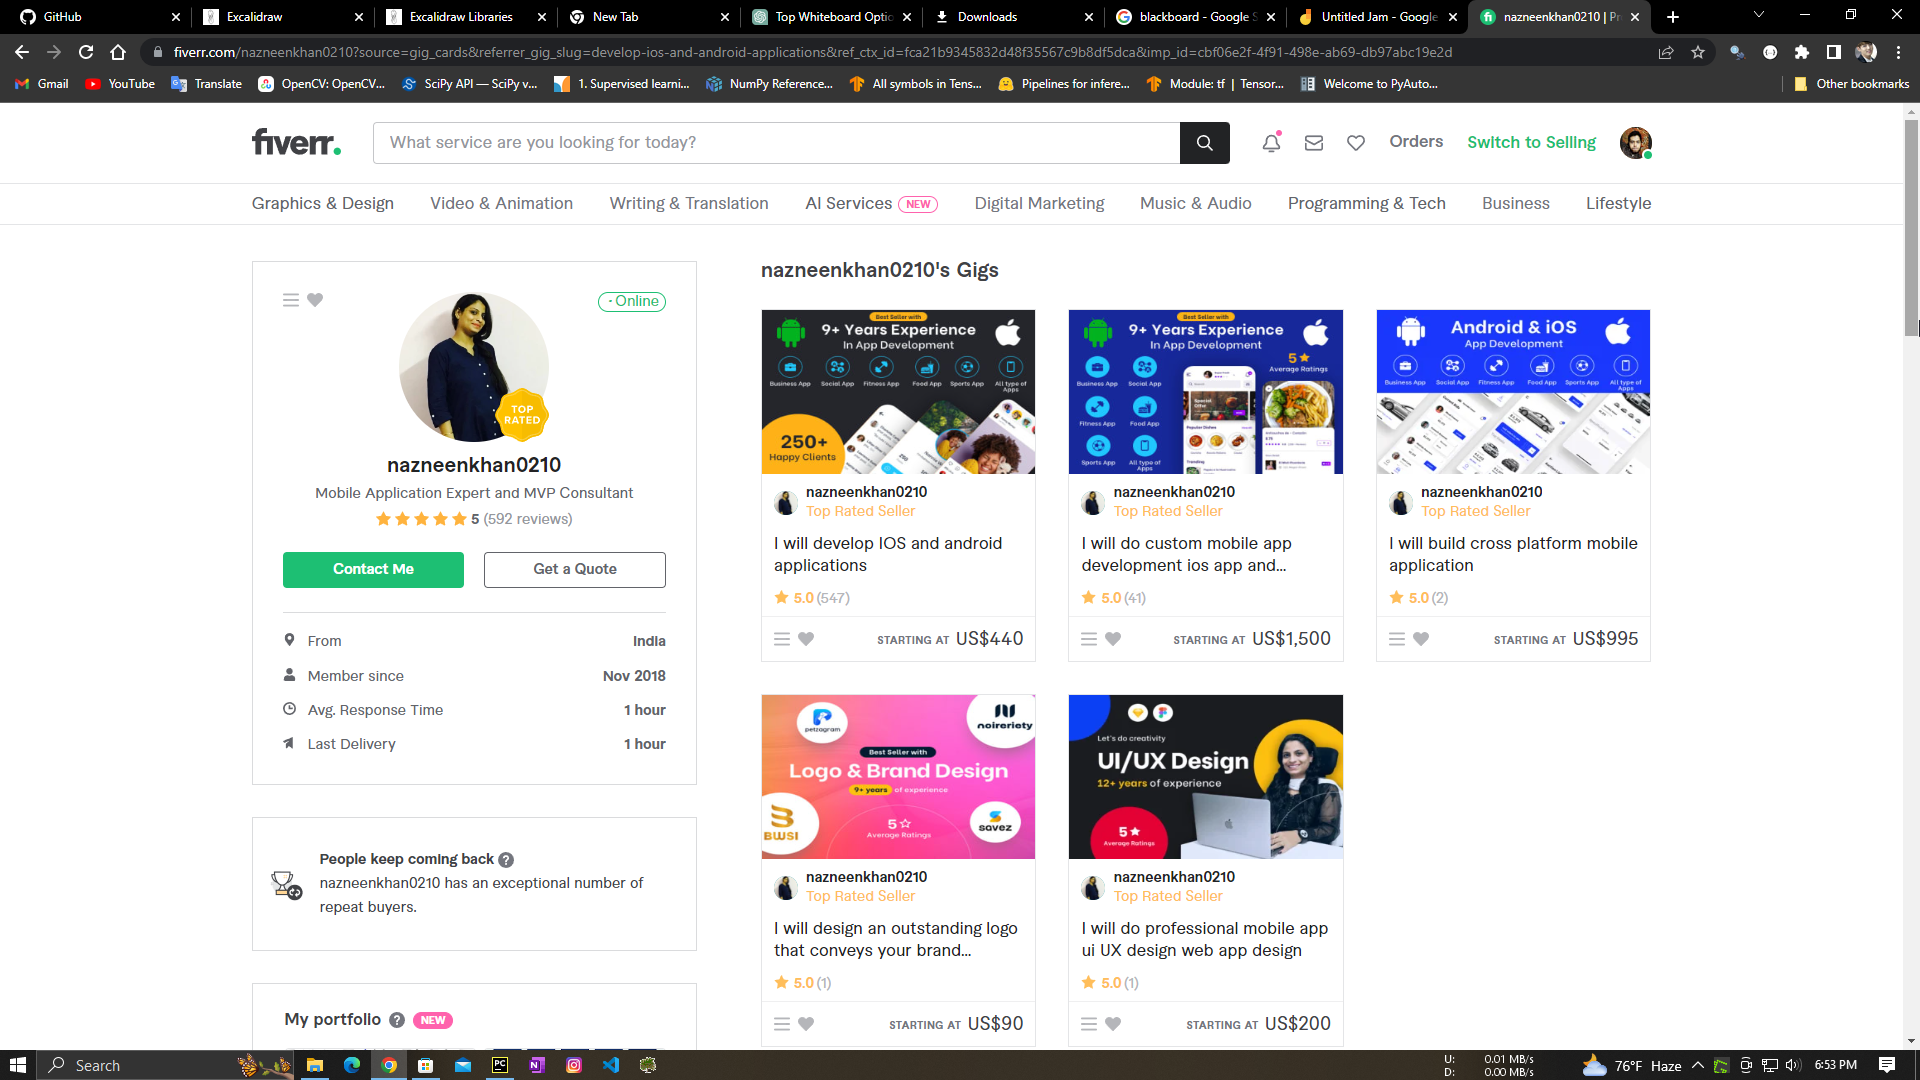 GitHub
Excalidraw
Excalidraw Libraries
New Tab
Top Whiteboard Optio
Downloads
blackboard - Google S
Untitled Jam - Google
nazneenkhan0210 | Pr
fiverr.com/nazneenkhan0210?source=gig_cards&referrer_gig_slug=develop-ios-and-android-applications&ref_ctx_id=fca21b9345832d48f35567c9b8df5dca&imp_id=cbf06e2f-4f91-498e-ab69-db97abc19e2d
Gmail
YouTube
Translate
OpenCV: OpenCV...
SciPy API — SciPy v...
1. Supervised learni...
NumPy Reference...
All symbols in Tens...
Pipelines for infere...
Module: tf | Tensor...
Welcome to PyAuto...
Other bookmarks
fiverr.
What service are you looking for today?
Orders
Switch to Selling
Graphics & Design
Video & Animation
Writing & Translation
AI Services NEW
Digital Marketing
Music & Audio
Programming & Tech
Business
Lifestyle
Online
TOP
RATED
nazneenkhan0210
Mobile Application Expert and MVP Consultant
5 (592 reviews)
Contact Me
Get a Quote
From India
Member since Nov 2018
Avg. Response Time 1 hour
Last Delivery 1 hour
People keep coming back
nazneenkhan0210 has an exceptional number of
repeat buyers.
My portfolio NEW
nazneenkhan0210's Gigs
Best Seller with
9+ Years Experience
In App Development
Business App
Social App
Fitness App
Food App
Sports App
All type of
Apps
250+
Happy Clients
nazneenkhan0210
Top Rated Seller
I will develop IOS and android
applications
5.0 (547)
STARTING AT US$440
Best Seller with
9+ Years Experience
In App Development
5
Average Ratings
Business App
Social App
Fitness App
Food App
Sports App
All type of
App
nazneenkhan0210
Top Rated Seller
I will do custom mobile app
development ios app and...
5.0 (41)
STARTING AT US$1,500
Android & iOS
App Development
Business App
Social App
Fitness App
Food App
Sports App
All type of
Apps
nazneenkhan0210
Top Rated Seller
I will build cross platform mobile
application
5.0 (2)
STARTING AT US$995
petzagram
noireriety
Best Seller with
Logo & Brand Design
9+ years of experience
BWSI
5
Average Ratings
savez
nazneenkhan0210
Top Rated Seller
I will design an outstanding logo
that conveys your brand...
5.0 (1)
STARTING AT US$90
Let's do creativity
UI/UX Design
12+ years of experience
5
Average Ratings
nazneenkhan0210
Top Rated Seller
I will do professional mobile app
ui UX design web app design
5.0 (1)
STARTING AT US$200
Search
U: 0.01 MB/s
D: 0.00 MB/s
76°F Haze
6:53 PM